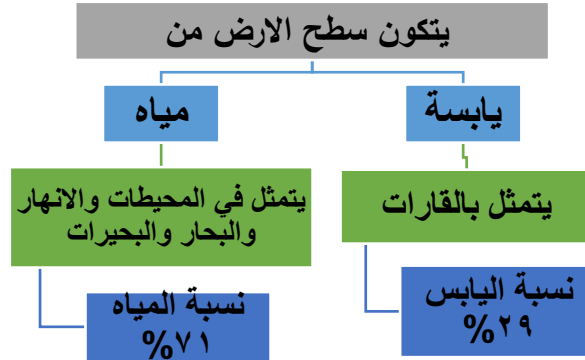 يتكون سطح الارض من
يابسة
مياه
يتمثل بالقارات
يتمثل في المحيطات والانهار
والبحار والبحيرات
نسبة اليابس
٢٩%
نسبة المياه
٧١%